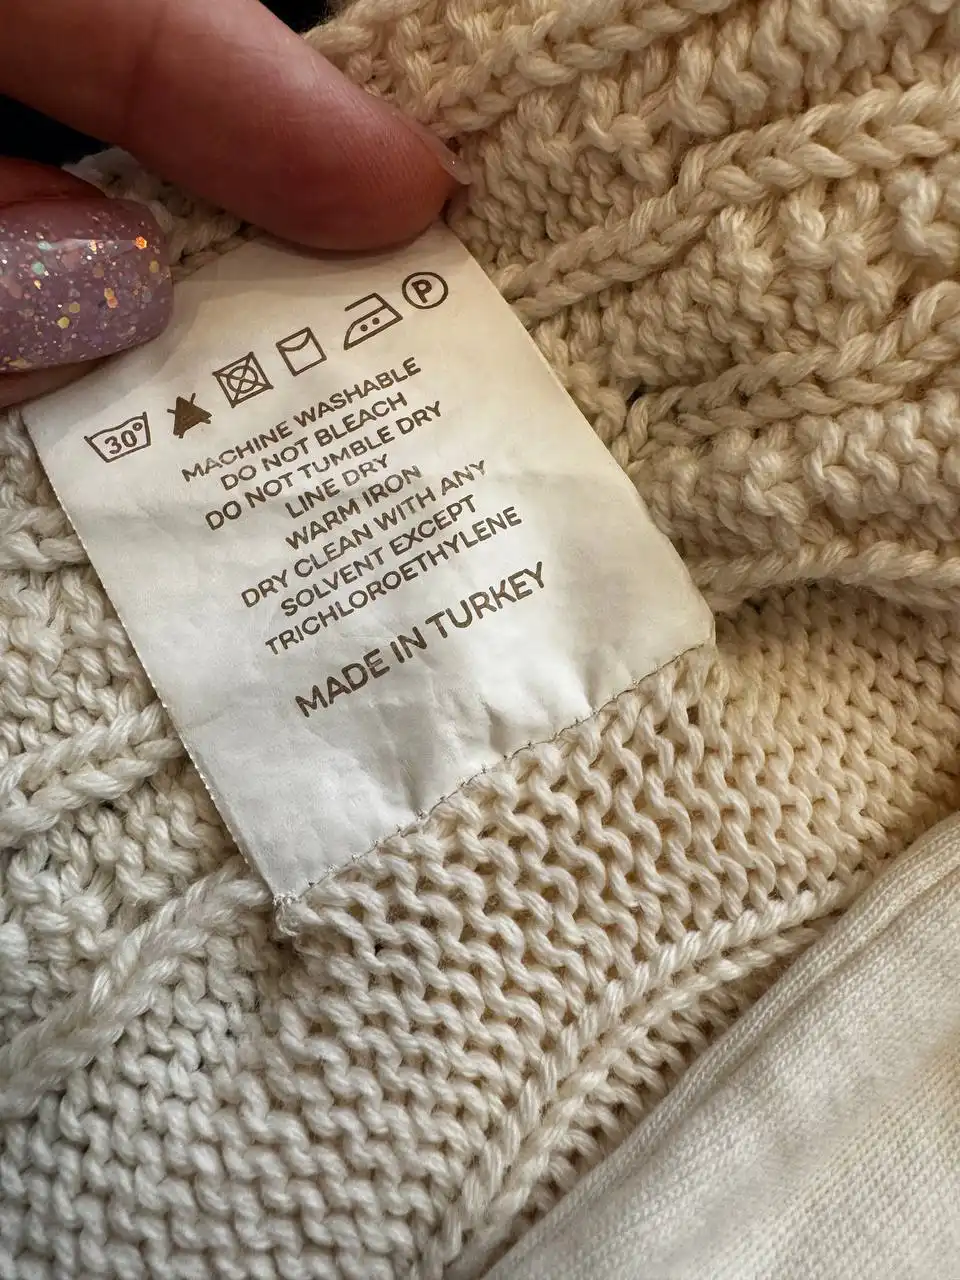 30°
P
MACHINE WASHABLE
DO NOT BLEACH
DO NOT TUMBLE DRY
LINE DRY
WARM IRON
DRY CLEAN WITH ANY
SOLVENT EXCEPT
TRICHLOROETHYLENE
MADE IN TURKEY